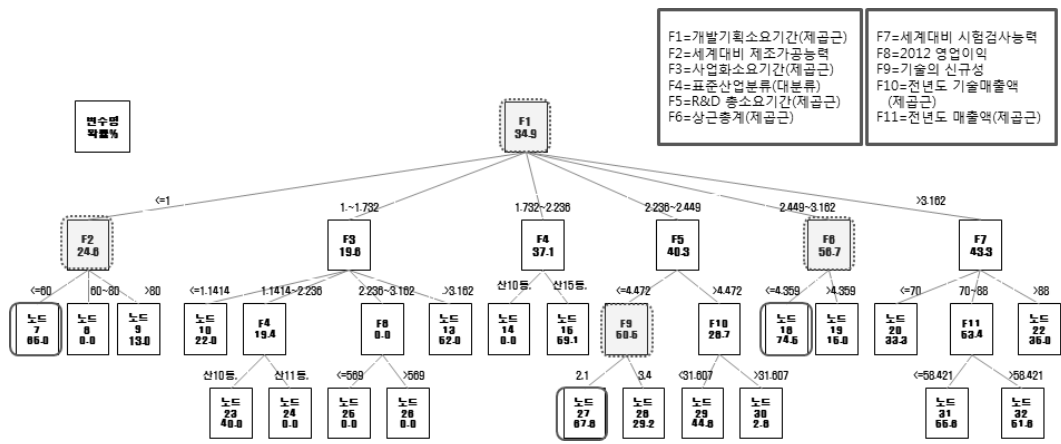 F1=개발기획소요기간(제곱근)
F2=세계대비 제조가공능력
F3=사업화소요기간(제곱근)
F4=표준산업분류(대분류)
F5=R&D 총소요기간(제곱근)
F6=상근총계(제곱근)
F7=세계대비 시험검사능력
F8=2012 영업이익
F9=기술의 신규성
F10=전년도 기술매출액
(제곱근)
F11=전년도 매출액(제곱근)
변수명
확률%
F1
34.9
<=1
1.~1.732
1.732~2.236
2.236~2.449
2.449~3.162
>3.162
F2
24.6
F3
19.6
F4
37.1
F5
40.3
F6
56.7
F7
43.3
<=60
60~80
>80
<=1.1414
1.1414~2.236
2.236~3.162
>3.162
산10등,
산15등,
<=4.472
>4.472
<=4.359
>4.359
<=70
70~88
>88
노드
7
65.0
노드
8
0.0
노드
9
13.0
노드
10
22.0
F4
19.4
F8
0.0
노드
13
52.0
노드
14
0.0
노드
15
59.1
F9
50.5
F10
26.7
노드
18
74.5
노드
19
15.0
노드
20
33.3
F11
53.4
노드
22
35.0
산10등,
산11등,
<=569
>569
2.1
3.4
<31.607
>31.607
<=58.421
>58.421
노드
23
40.0
노드
24
0.0
노드
25
0.0
노드
26
0.0
노드
27
67.8
노드
28
29.2
노드
29
44.8
노드
30
2.8
노드
31
55.8
노드
32
51.8